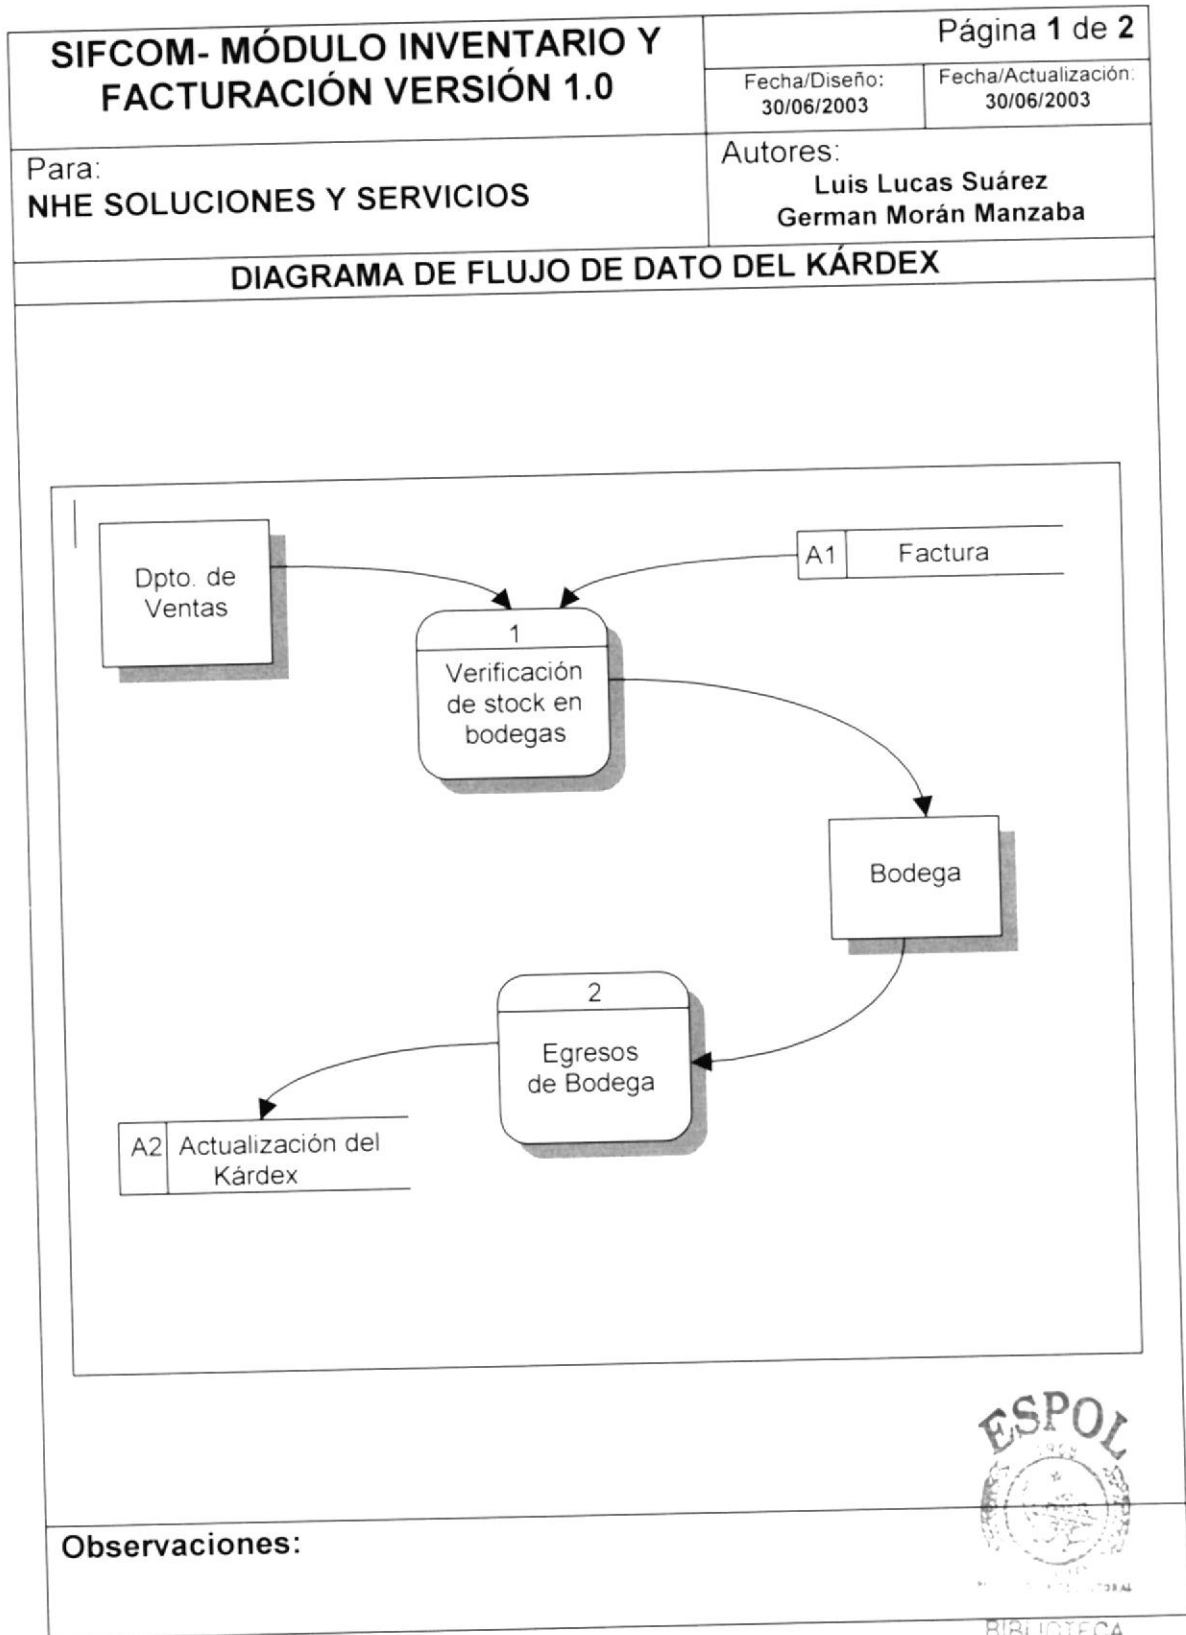 SIFCOM- MÓDULO INVENTARIO Y
FACTURACIÓN VERSIÓN 1.0
Página 1 de 2
Fecha/Diseño:
30/06/2003
Fecha/Actualización:
30/06/2003
Para:
NHE SOLUCIONES Y SERVICIOS
Autores:
Luis Lucas Suárez
German Morán Manzaba
DIAGRAMA DE FLUJO DE DATO DEL KÁRDEX
Dpto. de
Ventas
A1
Factura
1
Verificación
de stock en
bodegas
Bodega
2
Egresos
de Bodega
A2
Actualización del
Kárdex
ESPOL
Observaciones:
BIBLIOTECA